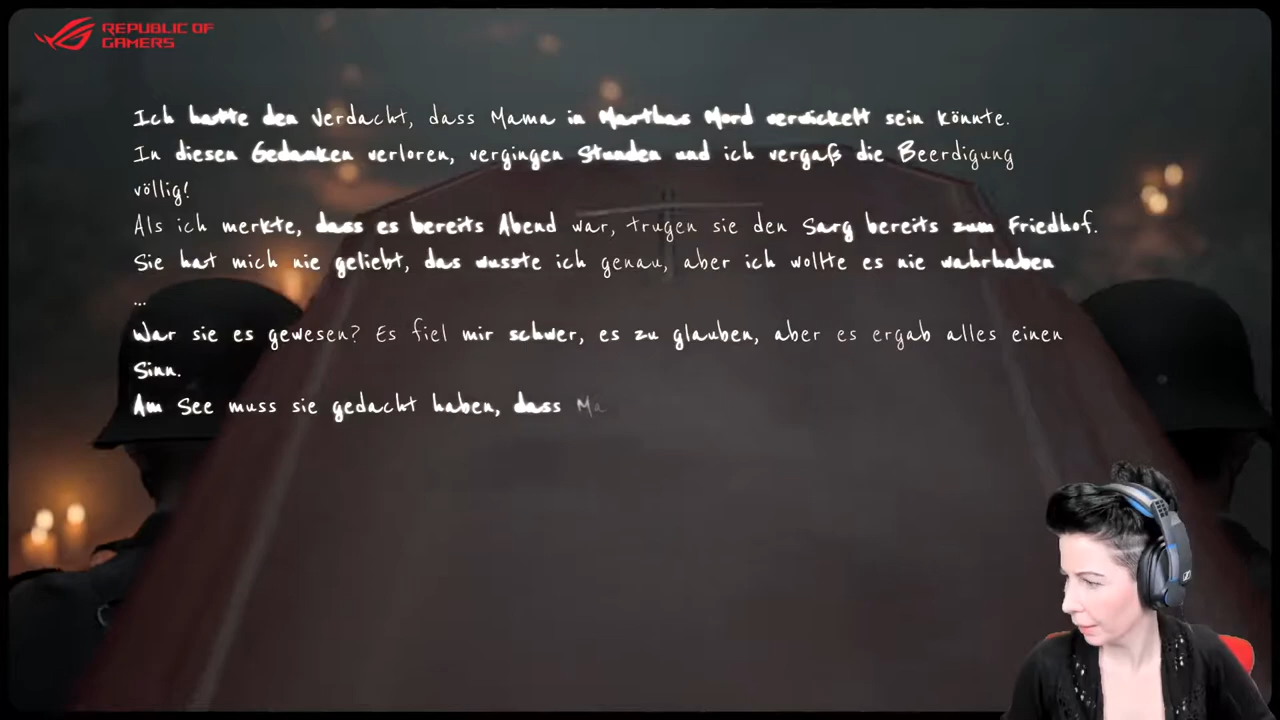 REPUBLIC OF
GAMERS
Ich hatte den Verdacht, dass Mama in Marthas Mord verwickelt sein könnte.
In diesen Gedanken verloren, vergingen Stunden und ich vergaß die Beerdigung
völlig!
Als ich merkte, dass es bereits Abend war, trugen sie den Sarg bereits zum Friedhof.
Sie hat mich nie geliebt, das wusste ich genau, aber ich wollte es nie wahrhaben
...
War sie es gewesen? Es fiel mir schwer, es zu glauben, aber es ergab alles einen
Sinn.
Am See muss sie gedacht haben, dass Ma